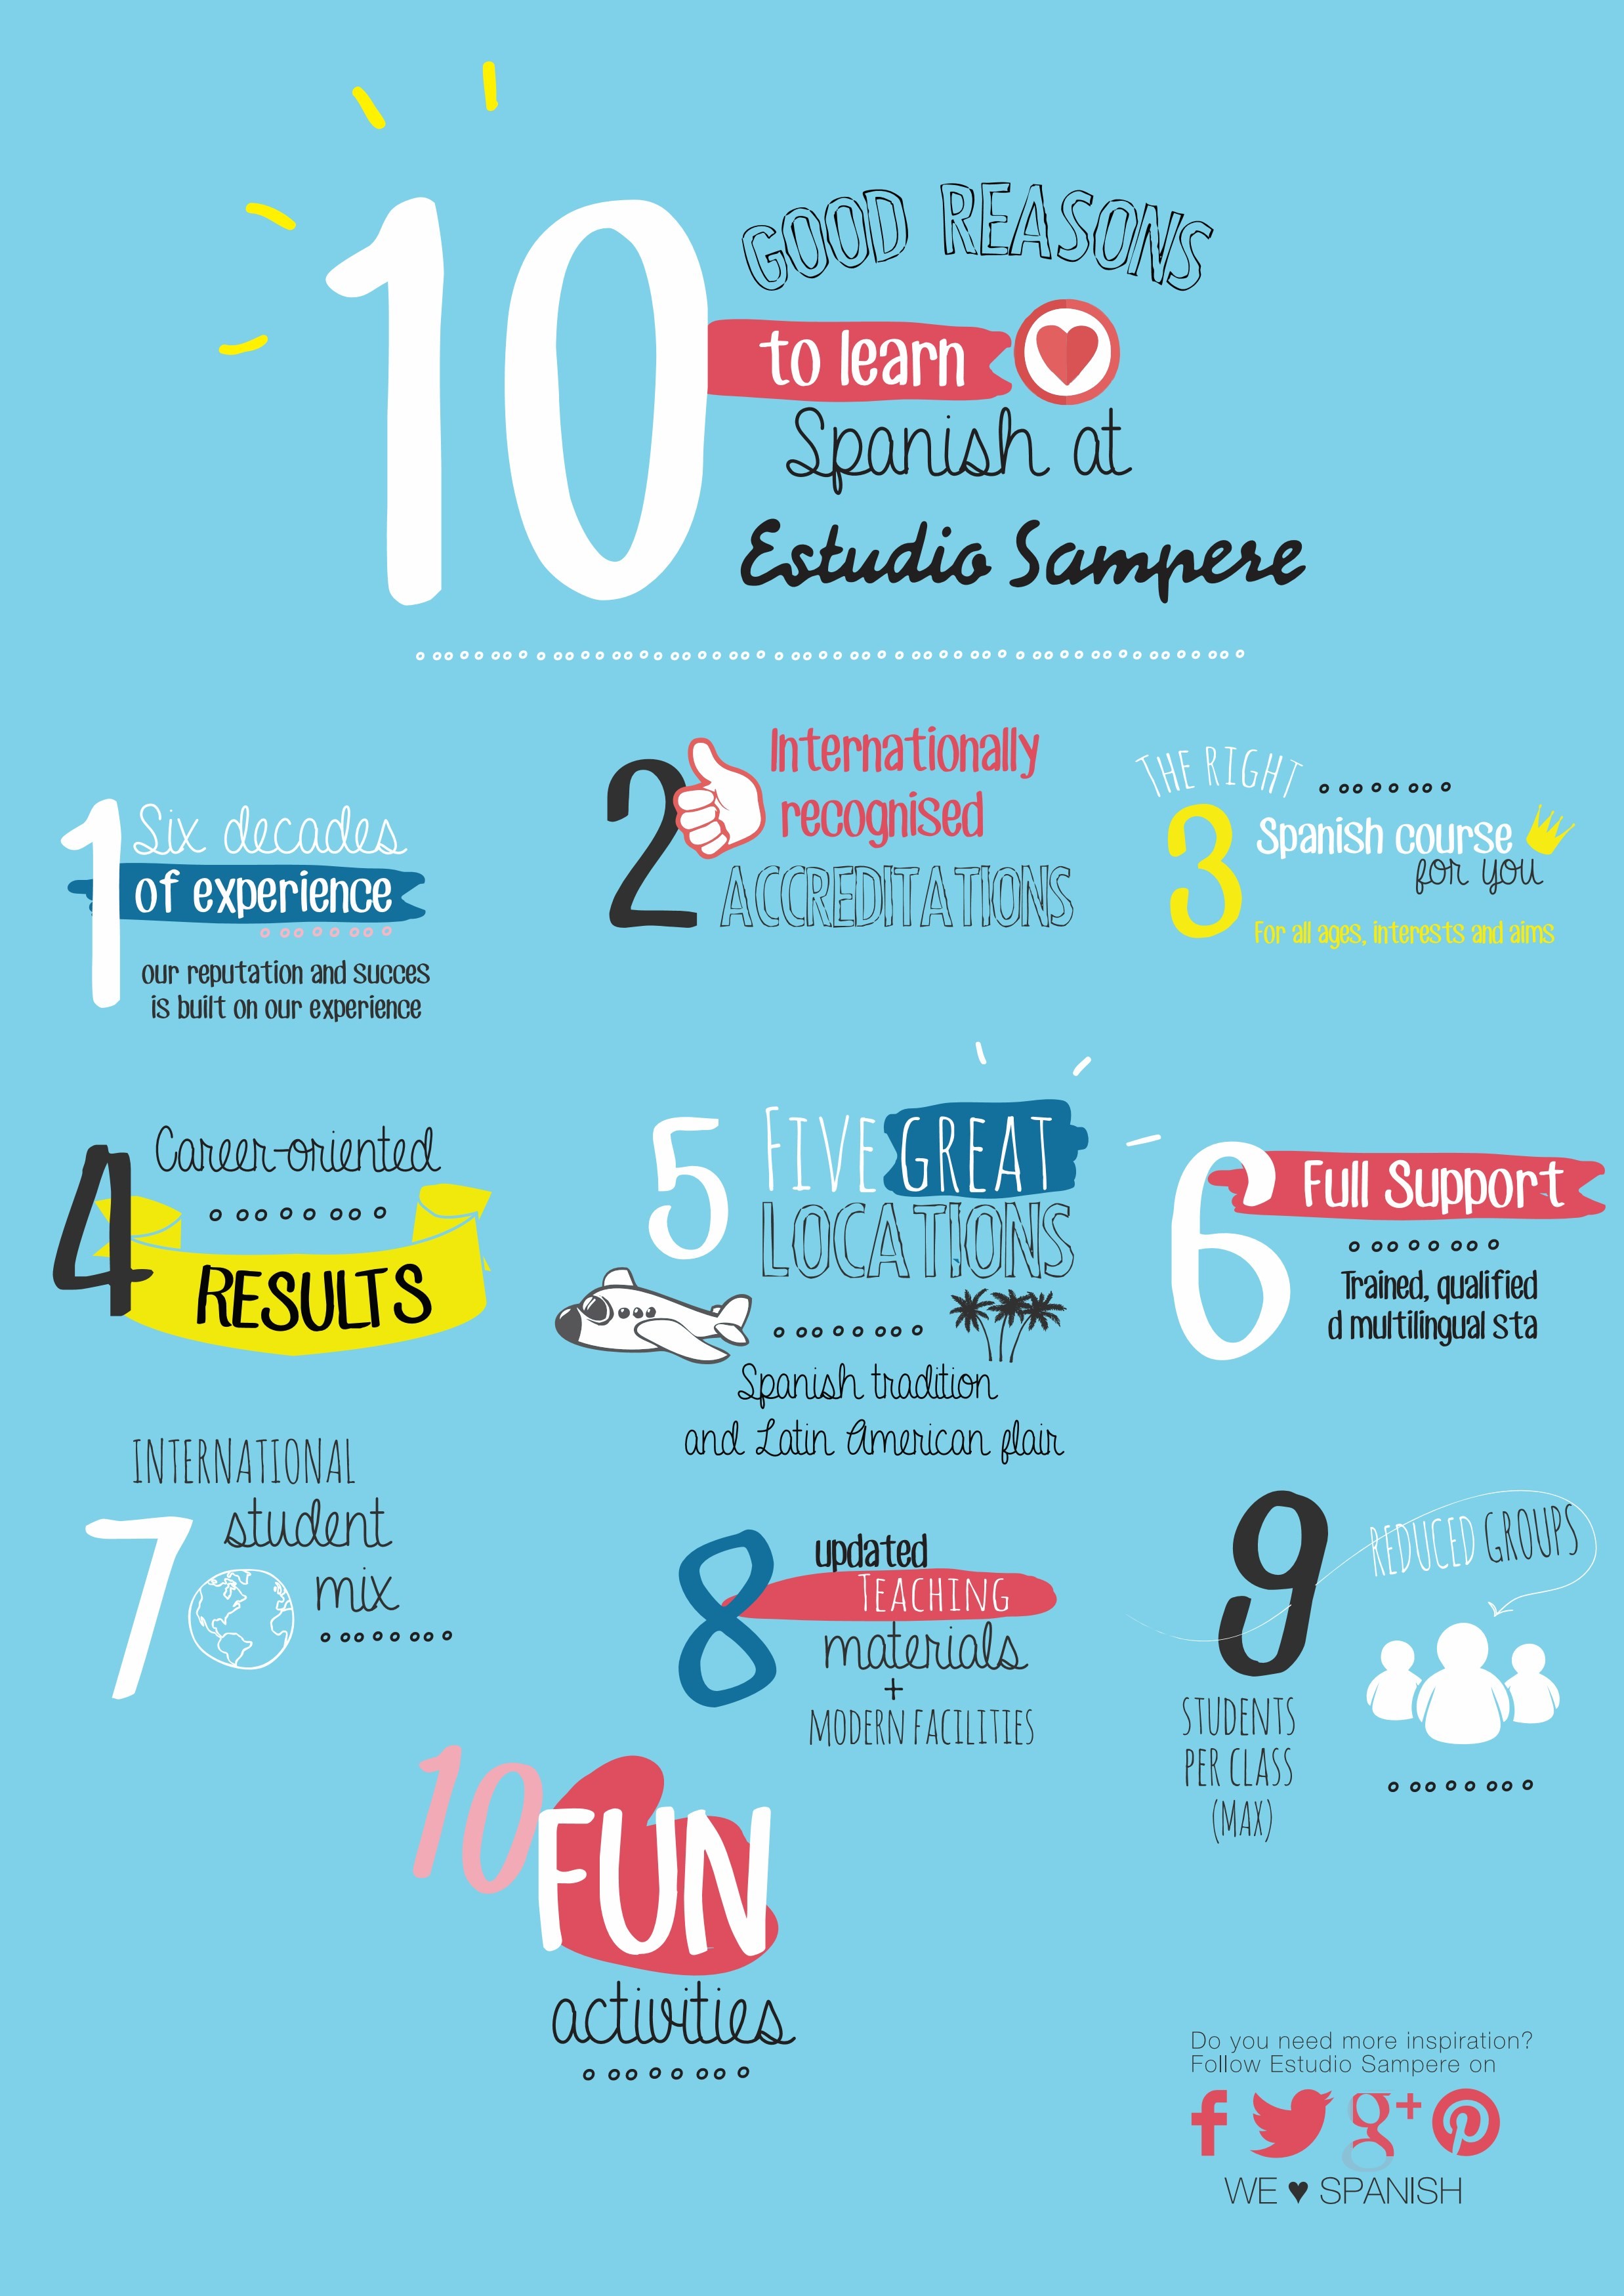 10
GOOD REASONS
to learn
Spanish at
Estudio Sampere
1
Six decades
of experience
our reputation and succes
is built on our experience
2
Internationally
recognised
ACCREDITATIONS
THE RIGHT
3
Spanish course
for you
For all ages, interests and aims
4
Career-oriented
RESULTS
5
FIVE GREAT
LOCATIONS
Spanish tradition
and Latin American flair
6
Full Support
Trained, qualified
d multilingual sta
INTERNATIONAL
7
student
mix
8
updated
TEACHING
materials
+
MODERN FACILITIES
9
REDUCED GROUPS
STUDENTS
PER CLASS
(MAX)
10
FUN
activities
Do you need more inspiration?
Follow Estudio Sampere on
f g+ p
WE ♥ SPANISH